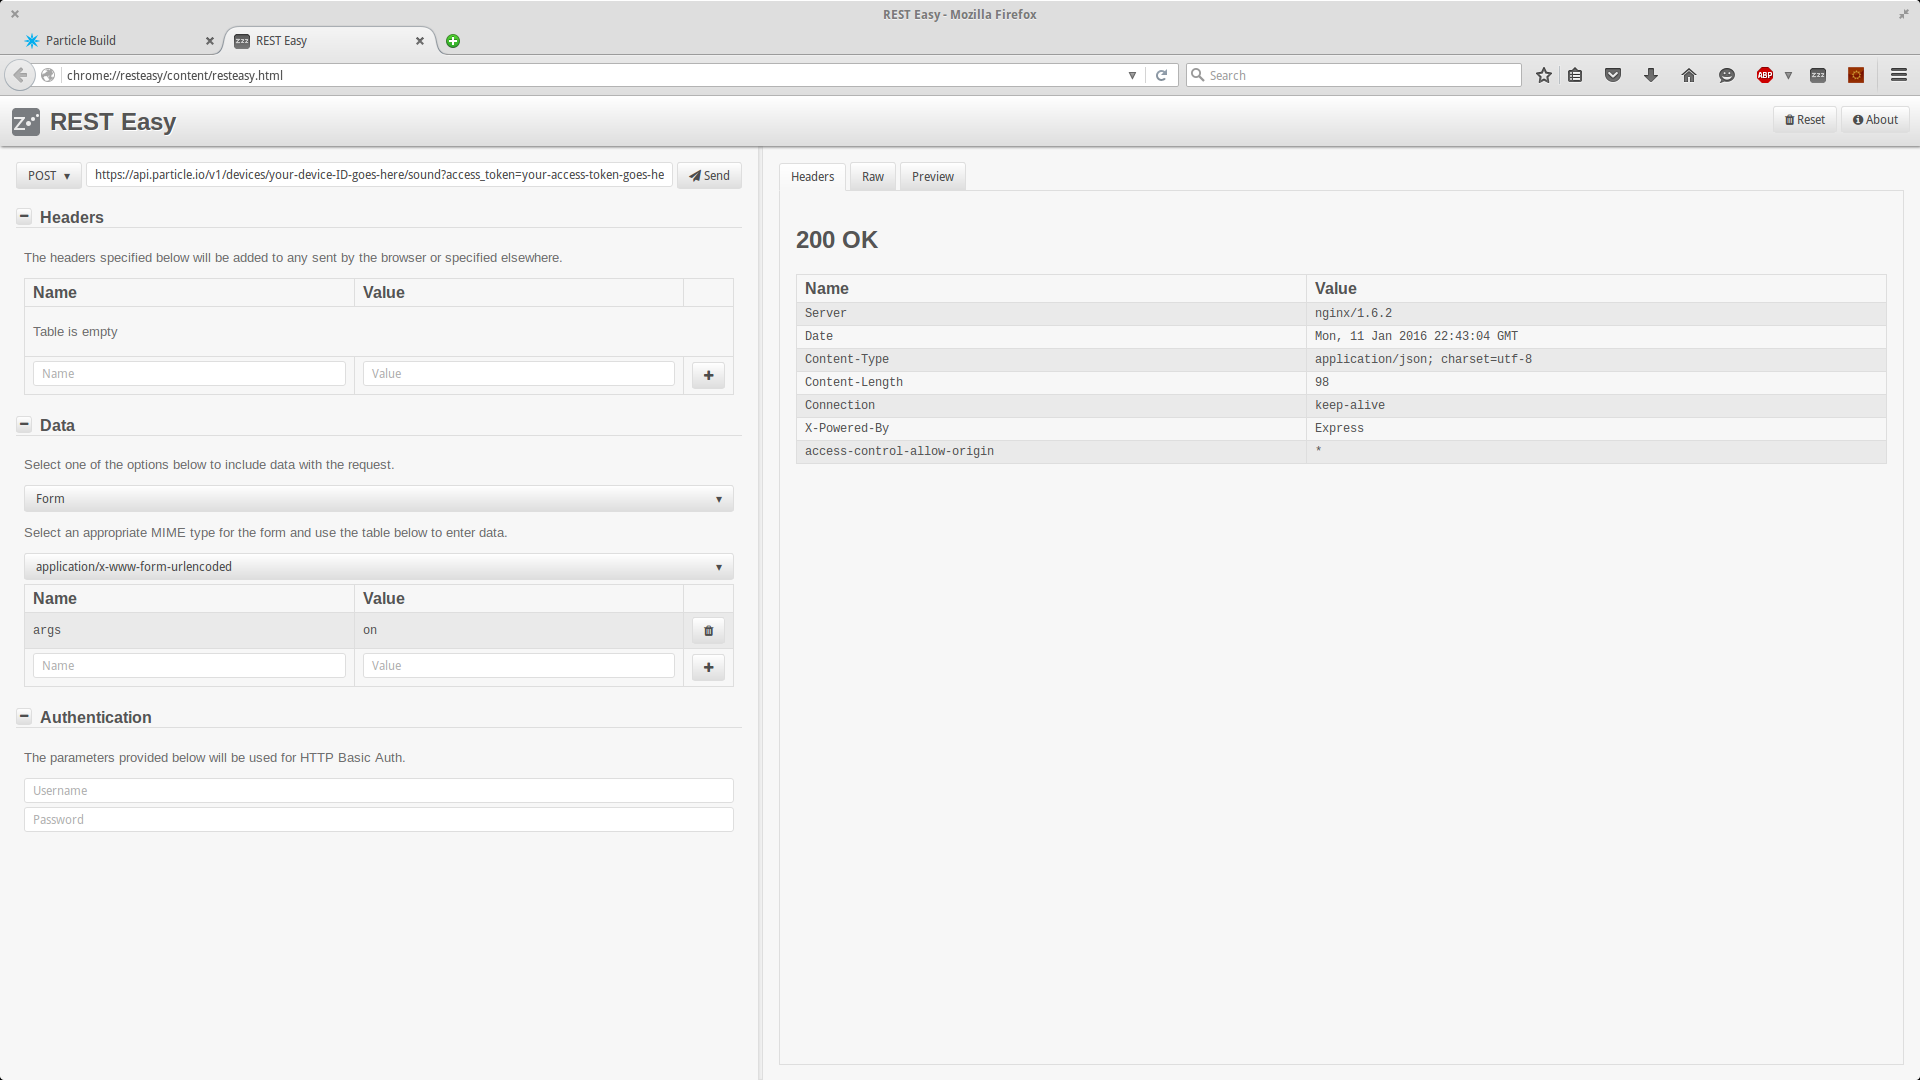 REST Easy - Mozilla Firefox
Particle Build
zzz REST Easy
chrome://resteasy/content/resteasy.html
Search
ABP
zzz
REST Easy
Reset
About
POST
https://api.particle.io/v1/devices/your-device-ID-goes-here/sound?access_token=your-access-token-goes-he
Send
Headers
The headers specified below will be added to any sent by the browser or specified elsewhere.
Name Value
Table is empty
Name Value
Data
Select one of the options below to include data with the request.
Form
Select an appropriate MIME type for the form and use the table below to enter data.
application/x-www-form-urlencoded
Name Value
args on
Name Value
Authentication
The parameters provided below will be used for HTTP Basic Auth.
Username
Password
Headers Raw Preview
200 OK
Name Value
Server nginx/1.6.2
Date Mon, 11 Jan 2016 22:43:04 GMT
Content-Type application/json; charset=utf-8
Content-Length 98
Connection keep-alive
X-Powered-By Express
access-control-allow-origin *